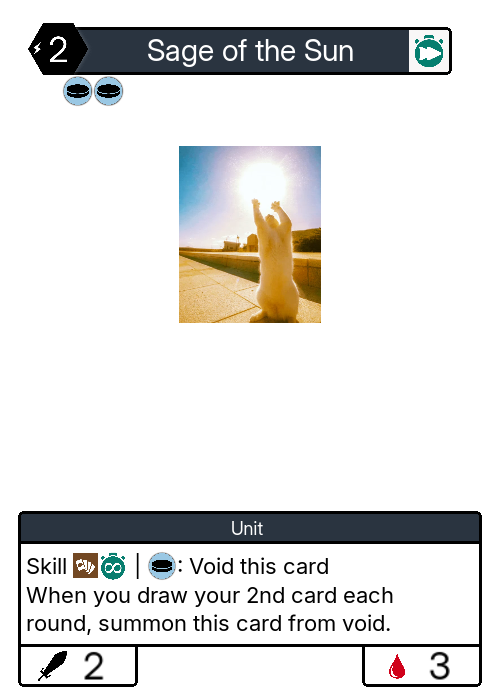 2
Sage of the Sun
Unit
Skill | : Void this card
When you draw your 2nd card each
round, summon this card from void.
2
3